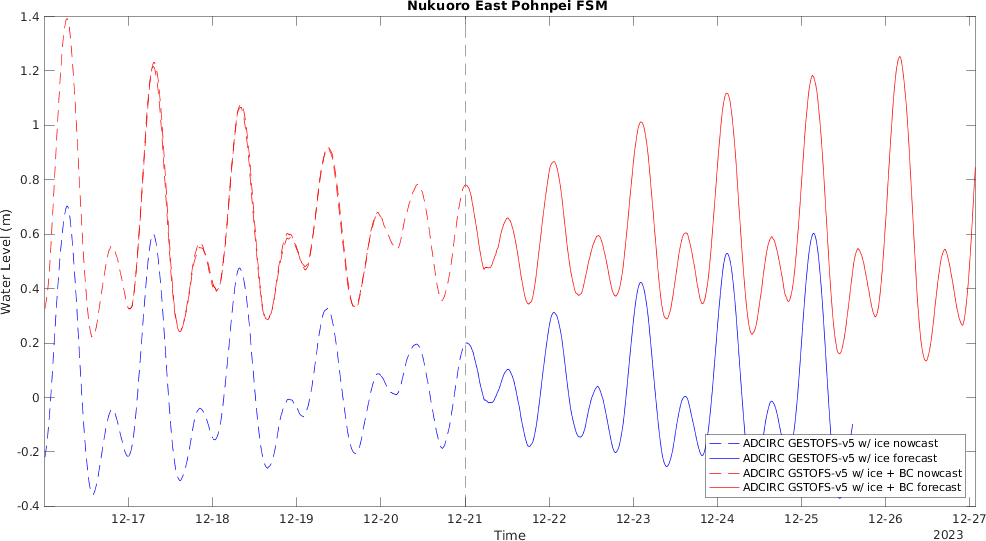 Nukuoro East Pohnpei FSM
1.4
1.2
1
0.8
0.6
0.4
0.2
0
-0.2
-0.4
Water Level (m)
ADCIRC GESTOFS-v5 w/ ice nowcast
ADCIRC GESTOFS-v5 w/ ice forecast
ADCIRC GSTOFS-v5 w/ ice + BC nowcast
ADCIRC GSTOFS-v5 w/ ice + BC forecast
12-17 12-18 12-19 12-20 12-21 12-22 12-23 12-24 12-25 12-26 12-27
Time
2023